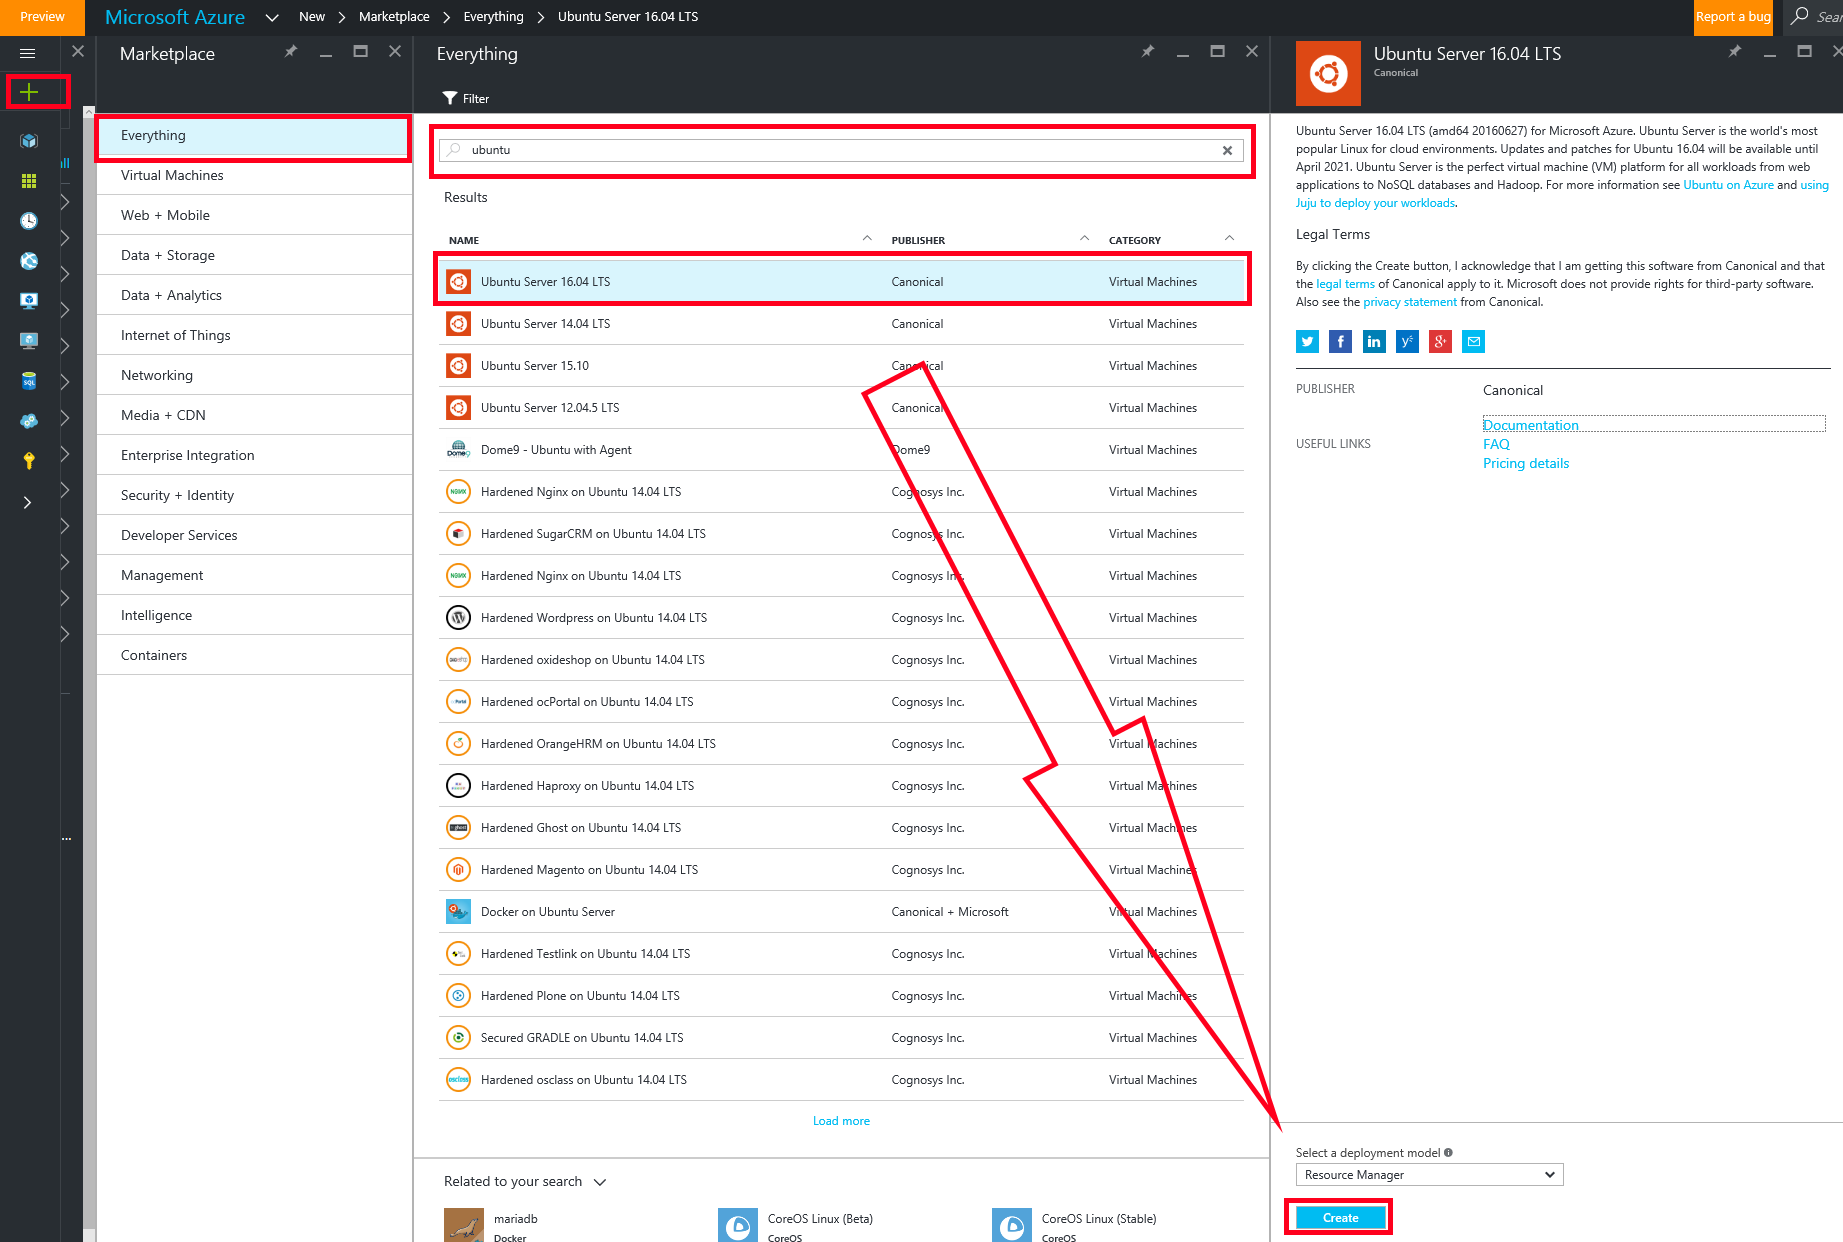 Preview
Microsoft Azure
New
Marketplace
Everything
Ubuntu Server 16.04 LTS
Report a bug
Marketplace
Everything
Virtual Machines
Web + Mobile
Data + Storage
Data + Analytics
Internet of Things
Networking
Media + CDN
Enterprise Integration
Security + Identity
Developer Services
Management
Intelligence
Containers
Everything
Filter
ubuntu
Results
NAME PUBLISHER CATEGORY
Ubuntu Server 16.04 LTS Canonical Virtual Machines
Ubuntu Server 14.04 LTS Canonical Virtual Machines
Ubuntu Server 15.10 Canonical Virtual Machines
Ubuntu Server 12.04.5 LTS Canonical Virtual Machines
Dome9 - Ubuntu with Agent Dome9 Virtual Machines
Hardened Nginx on Ubuntu 14.04 LTS Cognosys Inc. Virtual Machines
Hardened SugarCRM on Ubuntu 14.04 LTS Cognosys Inc. Virtual Machines
Hardened Nginx on Ubuntu 14.04 LTS Cognosys Inc. Virtual Machines
Hardened Wordpress on Ubuntu 14.04 LTS Cognosys Inc. Virtual Machines
Hardened oxideshop on Ubuntu 14.04 LTS Cognosys Inc. Virtual Machines
Hardened ocPortal on Ubuntu 14.04 LTS Cognosys Inc. Virtual Machines
Hardened OrangeHRM on Ubuntu 14.04 LTS Cognosys Inc. Virtual Machines
Hardened Haproxy on Ubuntu 14.04 LTS Cognosys Inc. Virtual Machines
Hardened Ghost on Ubuntu 14.04 LTS Cognosys Inc. Virtual Machines
Hardened Magento on Ubuntu 14.04 LTS Cognosys Inc. Virtual Machines
Docker on Ubuntu Server Canonical + Microsoft Virtual Machines
Hardened Testlink on Ubuntu 14.04 LTS Cognosys Inc. Virtual Machines
Hardened Plone on Ubuntu 14.04 LTS Cognosys Inc. Virtual Machines
Secured GRADLE on Ubuntu 14.04 LTS Cognosys Inc. Virtual Machines
Hardened osclass on Ubuntu 14.04 LTS Cognosys Inc. Virtual Machines
Load more
Related to your search
mariadb
Docker
CoreOS Linux (Beta)
CoreOS
CoreOS Linux (Stable)
CoreOS
Ubuntu Server 16.04 LTS
Canonical
Ubuntu Server 16.04 LTS (amd64 20160627) for Microsoft Azure. Ubuntu Server is the world's most
popular Linux for cloud environments. Updates and patches for Ubuntu 16.04 will be available until
April 2021. Ubuntu Server is the perfect virtual machine (VM) platform for all workloads from web
applications to NoSQL databases and Hadoop. For more information see Ubuntu on Azure and using
Juju to deploy your workloads.
Legal Terms
By clicking the Create button, I acknowledge that I am getting this software from Canonical and that
the legal terms of Canonical apply to it. Microsoft does not provide rights for third-party software.
Also see the privacy statement from Canonical.
PUBLISHER Canonical
USEFUL LINKS
Documentation
FAQ
Pricing details
Select a deployment model
Resource Manager
Create